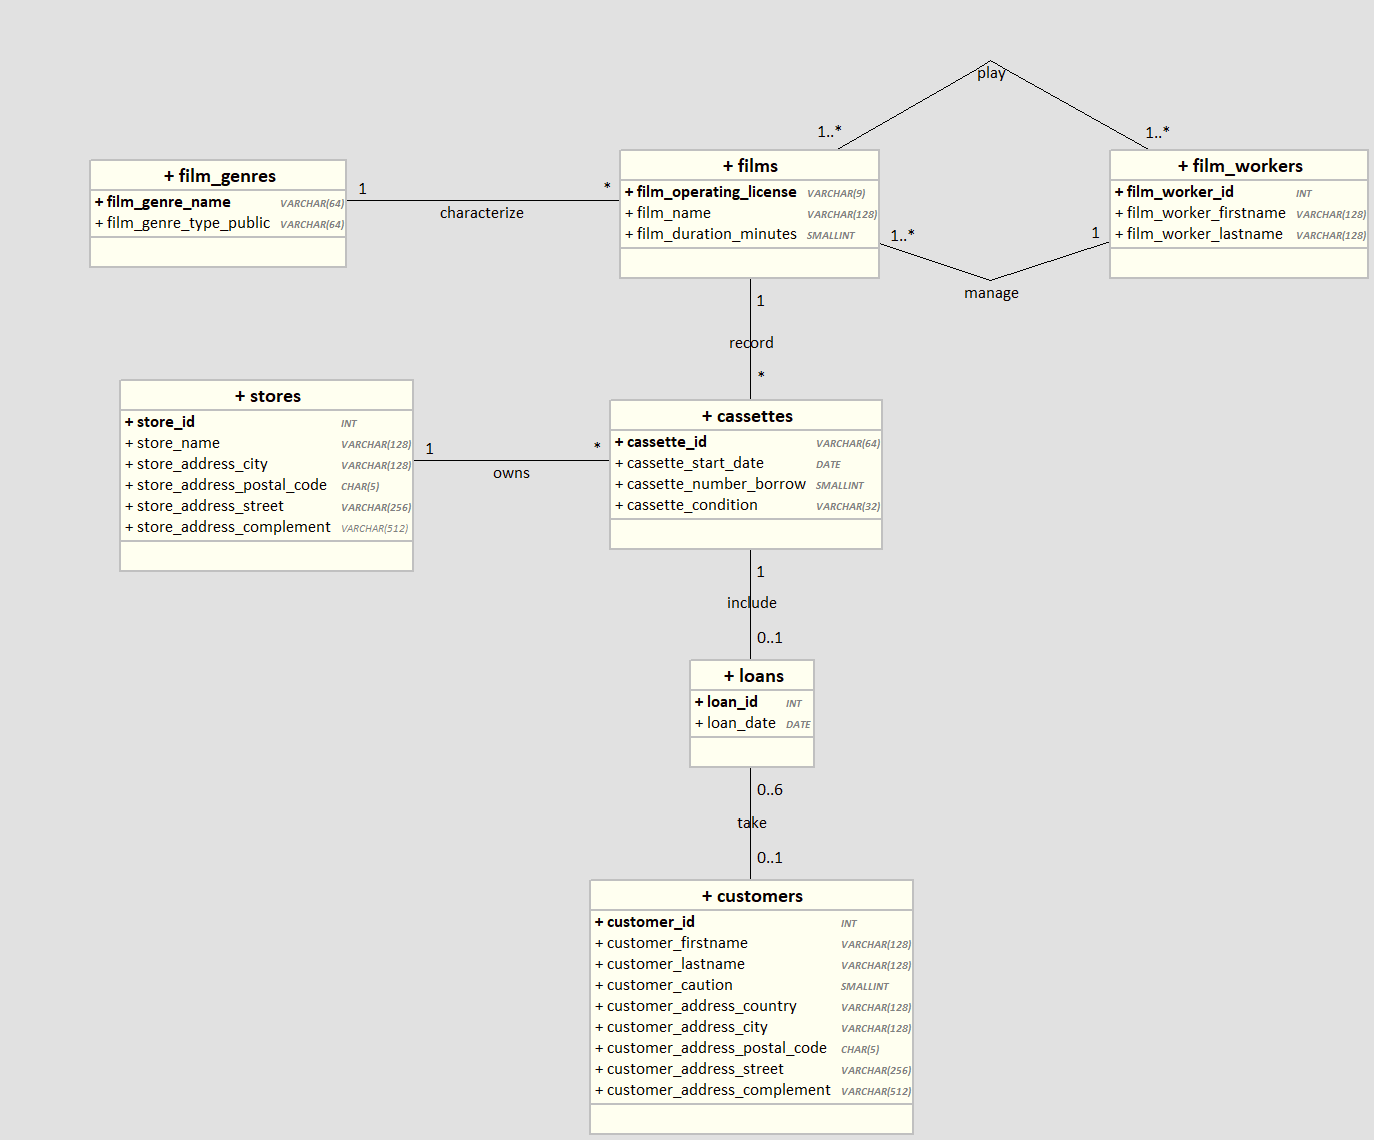 play
1..*
1..*
+ film_genres
+ film_genre_name VARCHAR(64)
+ film_genre_type_public VARCHAR(64)
1
*
characterize
+ films
+ film_operating_license VARCHAR(9)
+ film_name VARCHAR(128)
+ film_duration_minutes SMALLINT
+ film_workers
+ film_worker_id INT
+ film_worker_firstname VARCHAR(128)
+ film_worker_lastname VARCHAR(128)
1..*
1
manage
1
record
*
+ stores
+ store_id INT
+ store_name VARCHAR(128)
+ store_address_city VARCHAR(128)
+ store_address_postal_code CHAR(5)
+ store_address_street VARCHAR(256)
+ store_address_complement VARCHAR(512)
1
*
owns
+ cassettes
+ cassette_id VARCHAR(64)
+ cassette_start_date DATE
+ cassette_number_borrow SMALLINT
+ cassette_condition VARCHAR(32)
1
include
0..1
+ loans
+ loan_id INT
+ loan_date DATE
0..6
take
0..1
+ customers
+ customer_id INT
+ customer_firstname VARCHAR(128)
+ customer_lastname VARCHAR(128)
+ customer_caution SMALLINT
+ customer_address_country VARCHAR(128)
+ customer_address_city VARCHAR(128)
+ customer_address_postal_code CHAR(5)
+ customer_address_street VARCHAR(256)
+ customer_address_complement VARCHAR(512)